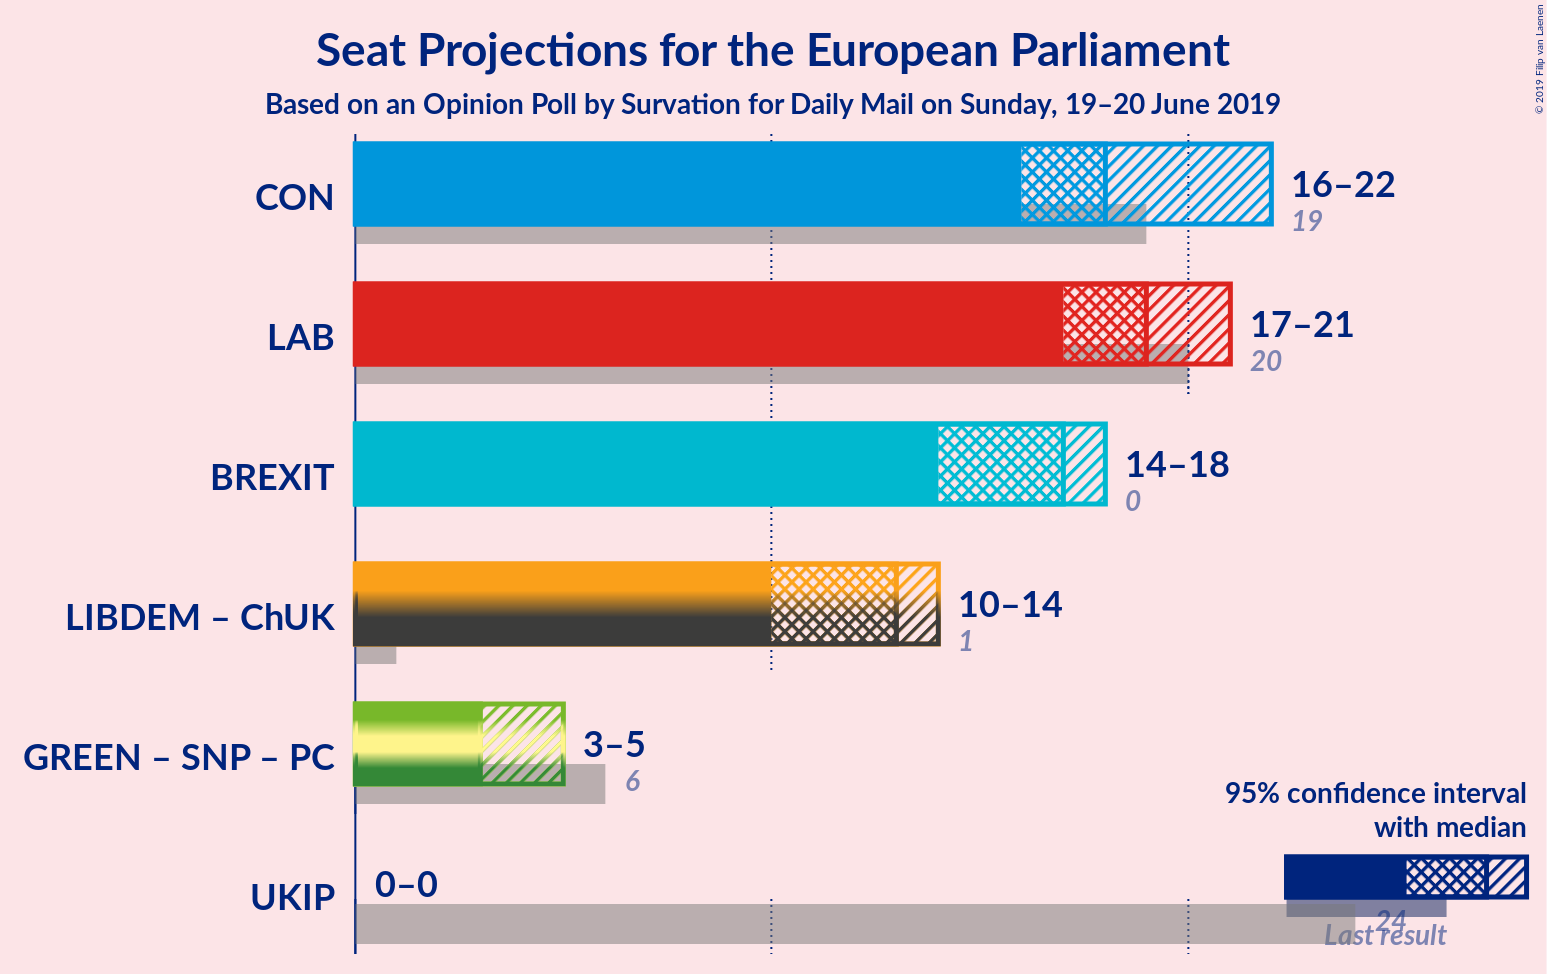 Seat Projections for the European Parliament
Based on an Opinion Poll by Survation for Daily Mail on Sunday, 19–20 June 2019
© 2019 Filip van Laenen
CON
16–22
19
LAB
17–21
20
BREXIT
14–18
0
LIBDEM – ChUK
10–14
1
GREEN – SNP – PC
3–5
6
95% confidence interval
with median
UKIP
0–0
24
Last result